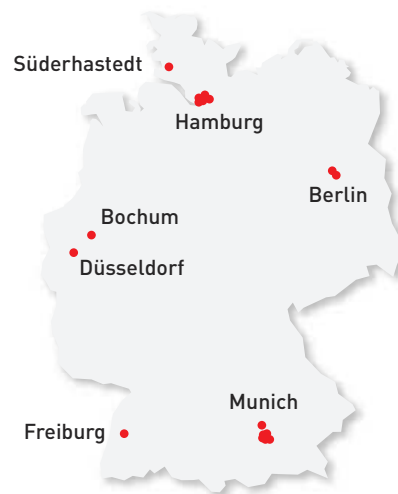 Süderhastedt
Hamburg
Berlin
Bochum
Düsseldorf
Munich
Freiburg